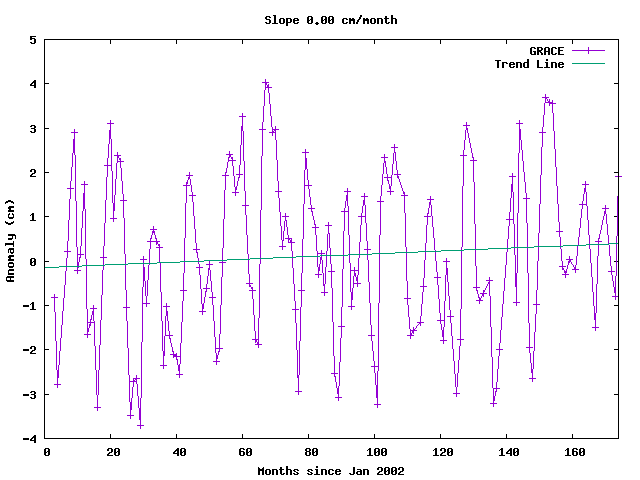 Slope 0.00 cm/month
GRACE
Trend Line
5
4
3
2
1
0
-1
-2
-3
-4
Anomaly (cm)
0 20 40 60 80 100 120 140 160
Months since Jan 2002